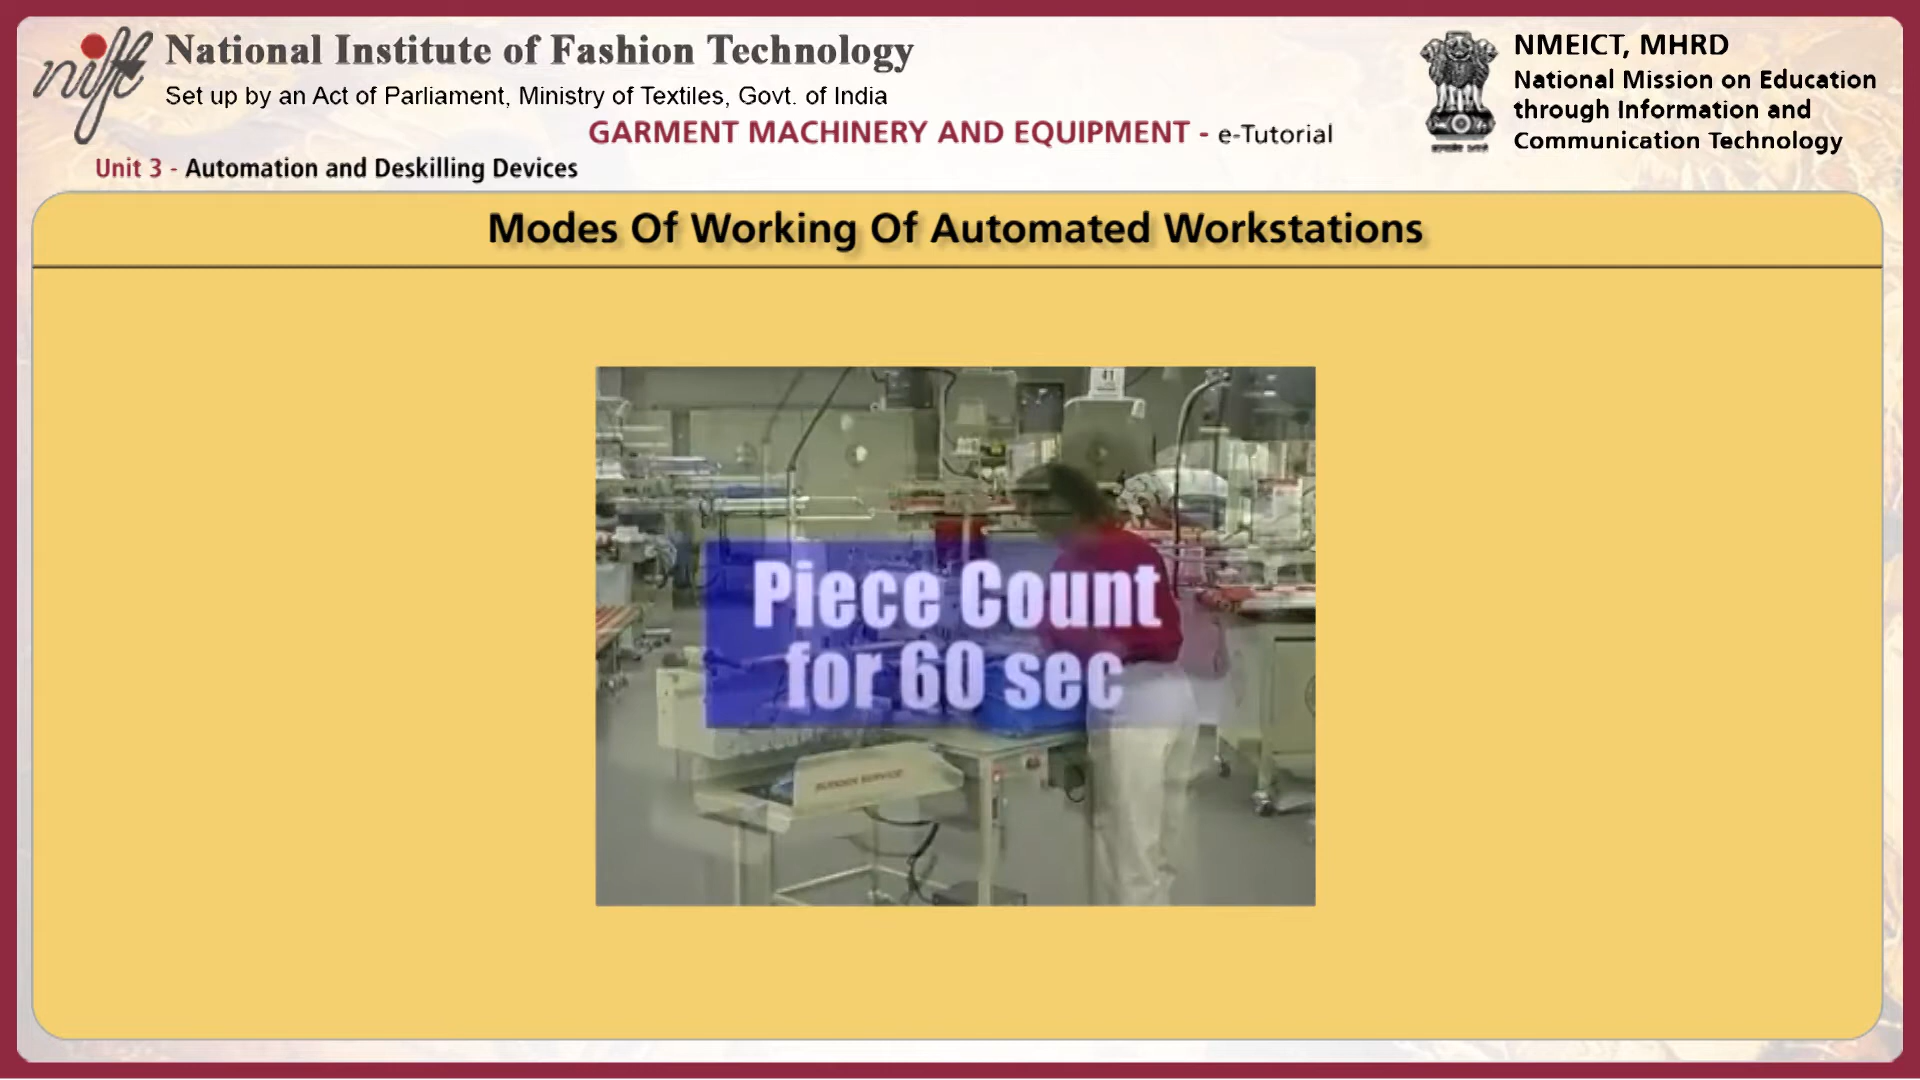 nift
National Institute of Fashion Technology
Set up by an Act of Parliament, Ministry of Textiles, Govt. of India
GARMENT MACHINERY AND EQUIPMENT - e-Tutorial
Unit 3 - Automation and Deskilling Devices
NMEICT, MHRD
National Mission on Education
through Information and
Communication Technology
Modes Of Working Of Automated Workstations
41
Piece Count
for 60 sec